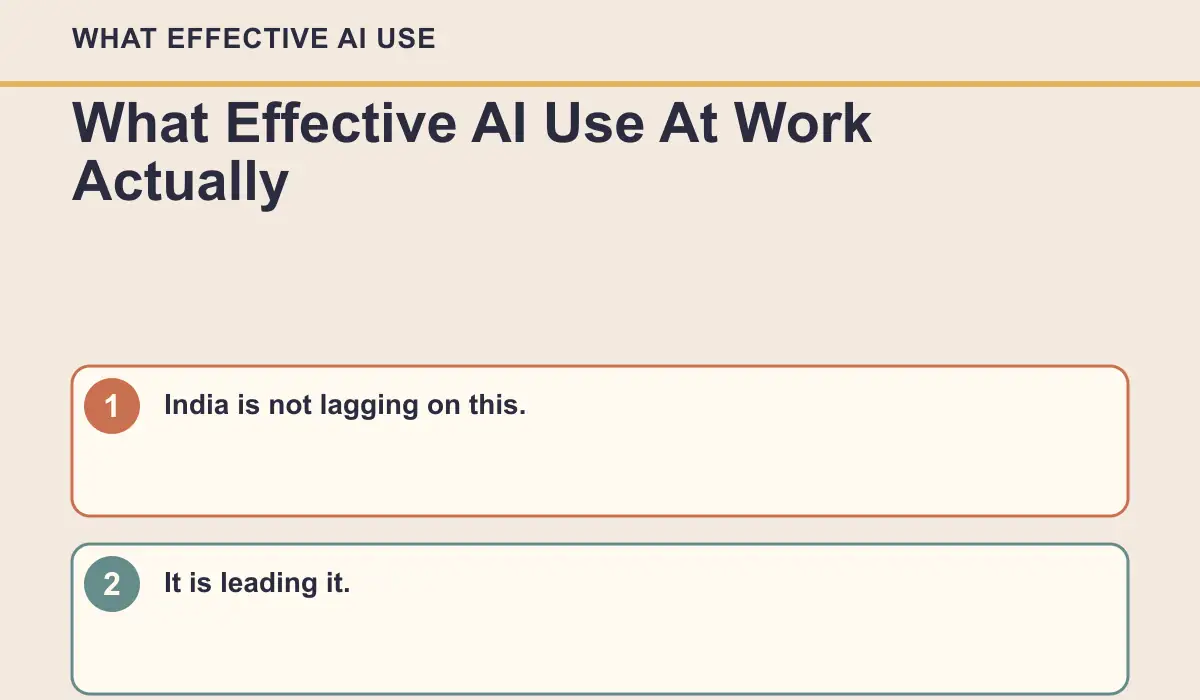 WHAT EFFECTIVE AI USE
What Effective AI Use At Work
Actually
1
India is not lagging on this.
2
It is leading it.